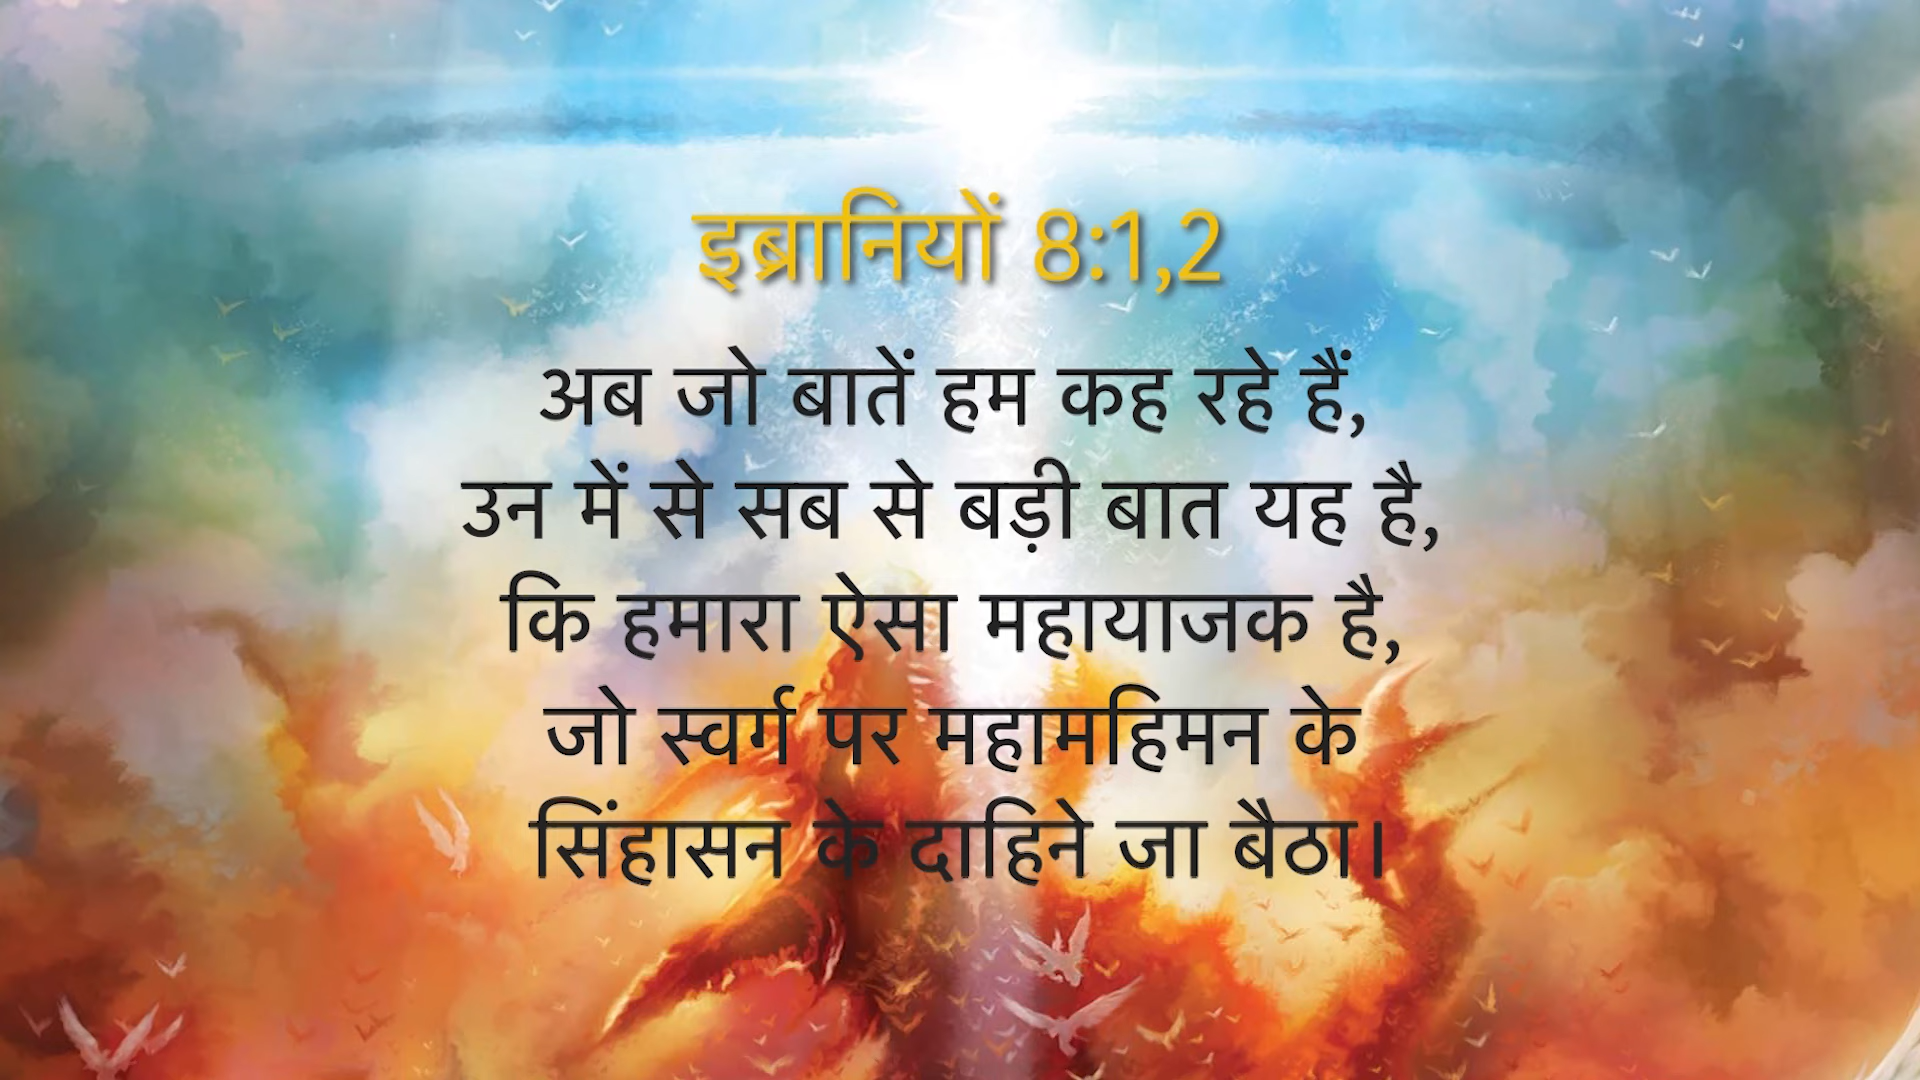 इब्रानियों 8:1,2
अब जो बातें हम कह रहे हैं,
उन में से सब से बड़ी बात यह है,
कि हमारा ऐसा महायाजक है,
जो स्वर्ग पर महामहिमन के
सिंहासन के दाहिने जा बैठा।